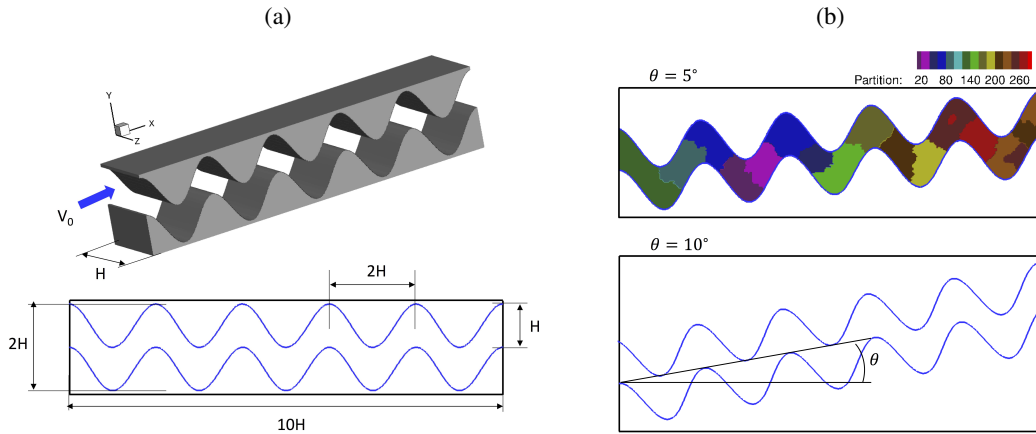 (a)
(b)
Y
X
Z
V₀
H
2H
2H
H
10H
θ = 5°
Partition: 20 80 140 200 260
θ = 10°
θ